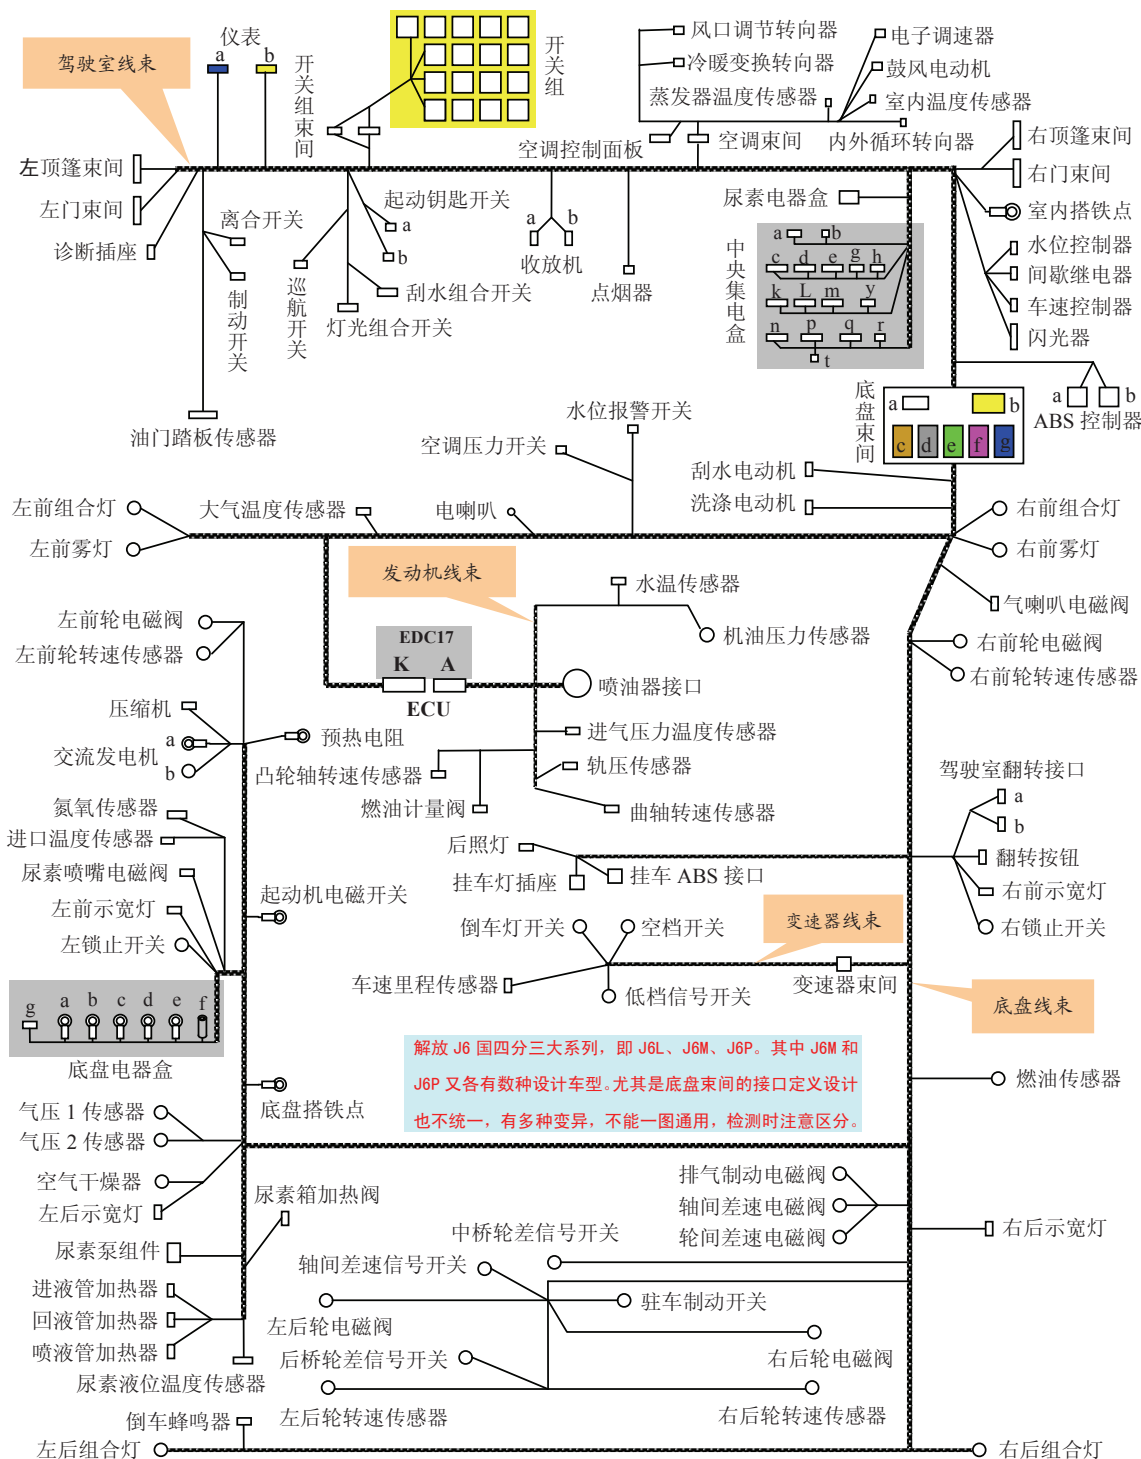 驾驶室线束
仪表
a
b
开关组束间
开关组
风口调节转向器
冷暖变换转向器
蒸发器温度传感器
电子调速器
鼓风电动机
室内温度传感器
空调控制面板
空调束间
内外循环转向器
左顶篷束间
左门束间
诊断插座
离合开关
制动开关
油门踏板传感器
起动钥匙开关
a
b
巡航开关
刮水组合开关
灯光组合开关
a
b
收放机
点烟器
尿素电器盒
中央集电盒
a
b
c
d
e
g
h
k
L
m
y
n
p
q
r
t
右顶篷束间
右门束间
室内搭铁点
水位控制器
间歇继电器
车速控制器
闪光器
a
b
ABS 控制器
底盘束间
a
b
c
d
e
f
g
水位报警开关
空调压力开关
刮水电动机
洗涤电动机
左前组合灯
左前雾灯
大气温度传感器
电喇叭
右前组合灯
右前雾灯
气喇叭电磁阀
发动机线束
水温传感器
机油压力传感器
左前轮电磁阀
左前轮转速传感器
EDC17
K
A
ECU
喷油器接口
右前轮电磁阀
右前轮转速传感器
压缩机
a
交流发电机
b
预热电阻
进气压力温度传感器
凸轮轴转速传感器
轨压传感器
燃油计量阀
曲轴转速传感器
驾驶室翻转接口
a
b
翻转按钮
右前示宽灯
右锁止开关
氮氧传感器
进口温度传感器
尿素喷嘴电磁阀
左前示宽灯
左锁止开关
起动机电磁开关
后照灯
挂车灯插座
挂车 ABS 接口
倒车灯开关
空档开关
变速器线束
车速里程传感器
低档信号开关
变速器束间
底盘线束
g
a
b
c
d
e
f
底盘电器盒
底盘搭铁点
解放 J6 国四分三大系列，即 J6L、J6M、J6P。其中 J6M 和
J6P 又各有数种设计车型。尤其是底盘束间的接口定义设计
也不统一，有多种变异，不能一图通用，检测时注意区分。
燃油传感器
气压 1 传感器
气压 2 传感器
空气干燥器
左后示宽灯
尿素箱加热阀
尿素泵组件
排气制动电磁阀
轴间差速电磁阀
轮间差速电磁阀
右后示宽灯
中桥轮差信号开关
轴间差速信号开关
进液管加热器
回液管加热器
喷液管加热器
尿素液位温度传感器
驻车制动开关
左后轮电磁阀
后桥轮差信号开关
右后轮电磁阀
左后轮转速传感器
右后轮转速传感器
倒车蜂鸣器
左后组合灯
右后组合灯